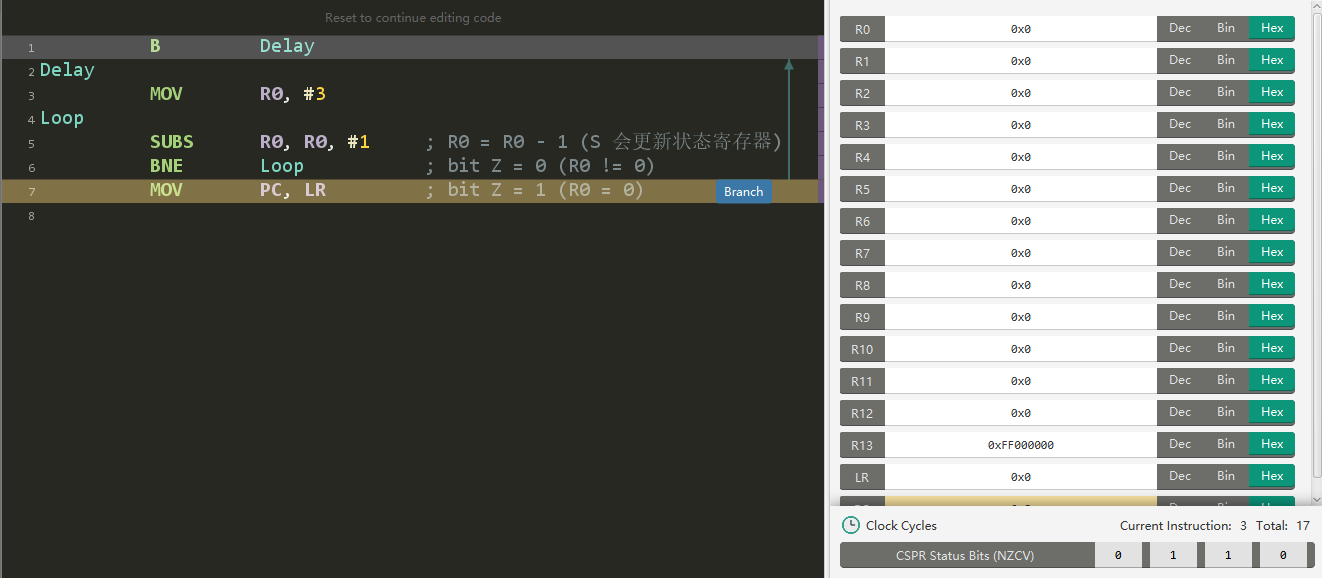 Reset to continue editing code
1 B Delay
2 Delay
3 MOV R0, #3
4 Loop
5 SUBS R0, R0, #1 ; R0 = R0 - 1 (S 会更新状态寄存器)
6 BNE Loop ; bit Z = 0 (R0 != 0)
7 MOV PC, LR ; bit Z = 1 (R0 = 0) Branch
8
R0 0x0 Dec Bin Hex
R1 0x0 Dec Bin Hex
R2 0x0 Dec Bin Hex
R3 0x0 Dec Bin Hex
R4 0x0 Dec Bin Hex
R5 0x0 Dec Bin Hex
R6 0x0 Dec Bin Hex
R7 0x0 Dec Bin Hex
R8 0x0 Dec Bin Hex
R9 0x0 Dec Bin Hex
R10 0x0 Dec Bin Hex
R11 0x0 Dec Bin Hex
R12 0x0 Dec Bin Hex
R13 0xFF000000 Dec Bin Hex
LR 0x0 Dec Bin Hex
Clock Cycles Current Instruction: 3 Total: 17
CSPR Status Bits (NZCV) 0 1 1 0